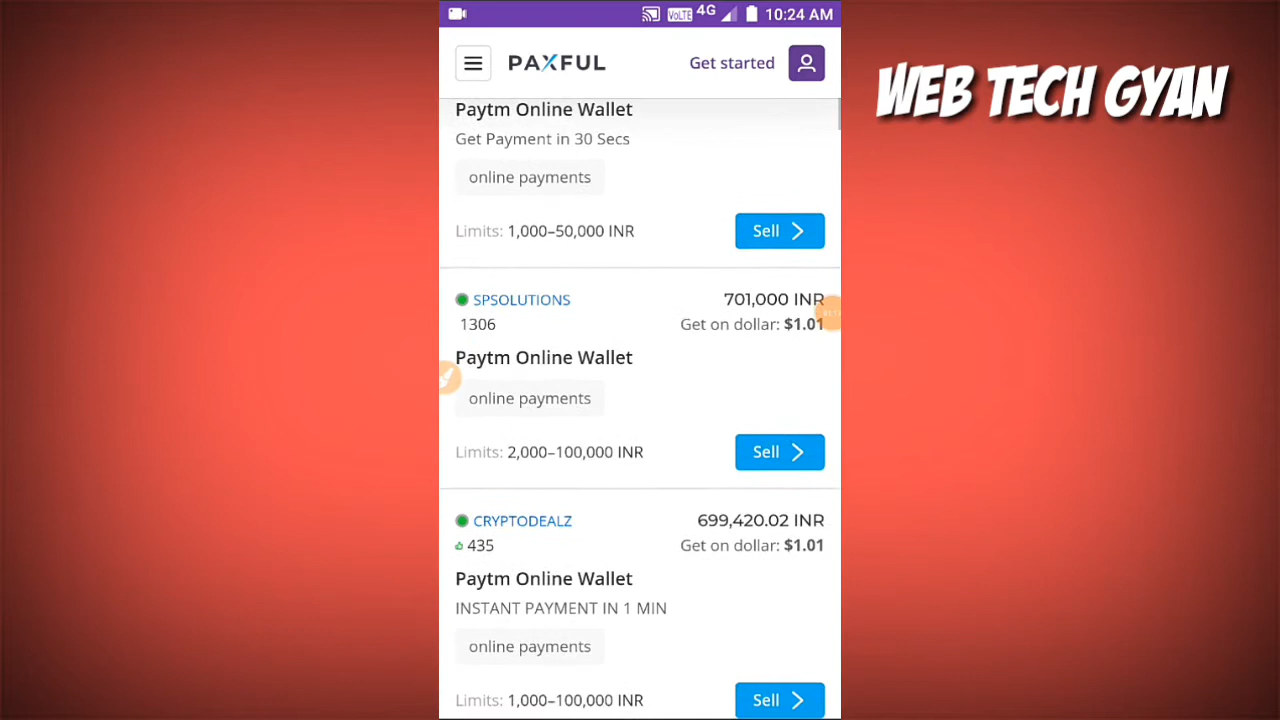 VoLTE 4G 10:24 AM
PAXFUL Get started
WEB TECH GYAN
Paytm Online Wallet
Get Payment in 30 Secs
online payments
Limits: 1,000–50,000 INR Sell
SPSOLUTIONS 701,000 INR
1306 Get on dollar: $1.01
Paytm Online Wallet
online payments
Limits: 2,000–100,000 INR Sell
CRYPTODEALZ 699,420.02 INR
435 Get on dollar: $1.01
Paytm Online Wallet
INSTANT PAYMENT IN 1 MIN
online payments
Limits: 1,000–100,000 INR Sell